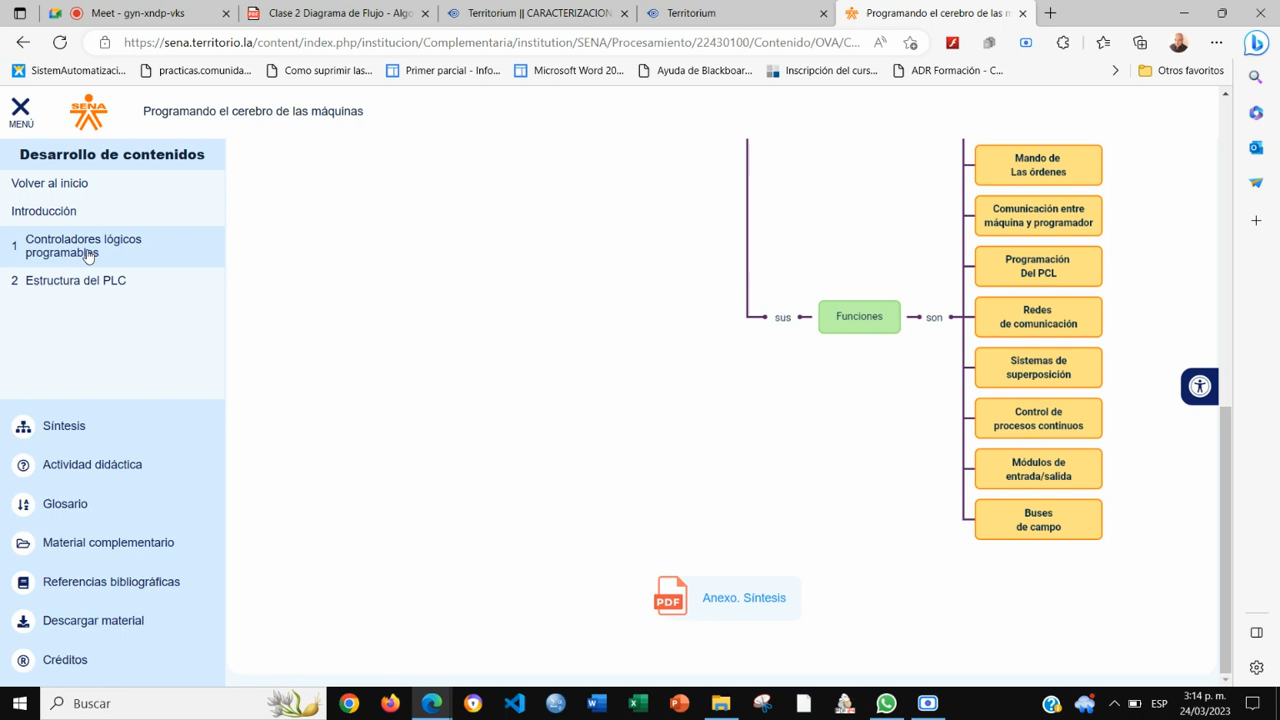 Meet - gyn-xndp-vks
Clase 2 Diagrama de Flujo - Algo
Territorium || CARACTERIZACION
Territorium
Programando el cerebro de las m
https://sena.territorio.la/content/index.php/institucion/Complementaria/institucion/SENA/Procesamiento/22430100/Contenido/OVA/C...
SistemAutomatizaci...
practicas.comunida...
Como suprimir las...
Primer parcial - Info...
Microsoft Word 20...
Ayuda de Blackboar...
Inscripción del curs...
ADR Formación - C...
Otros favoritos
MENÚ
SENA
Programando el cerebro de las máquinas
Desarrollo de contenidos
Volver al inicio
Introducción
1 Controladores lógicos
programables
2 Estructura del PLC
Síntesis
Actividad didáctica
Glosario
Material complementario
Referencias bibliográficas
Descargar material
Créditos
sus
Funciones
son
Mando de
Las órdenes
Comunicación entre
máquina y programador
Programación
Del PCL
Redes
de comunicación
Sistemas de
superposición
Control de
procesos continuos
Módulos de
entrada/salida
Buses
de campo
PDF
Anexo. Síntesis
Buscar
ESP
3:14 p. m.
24/03/2023